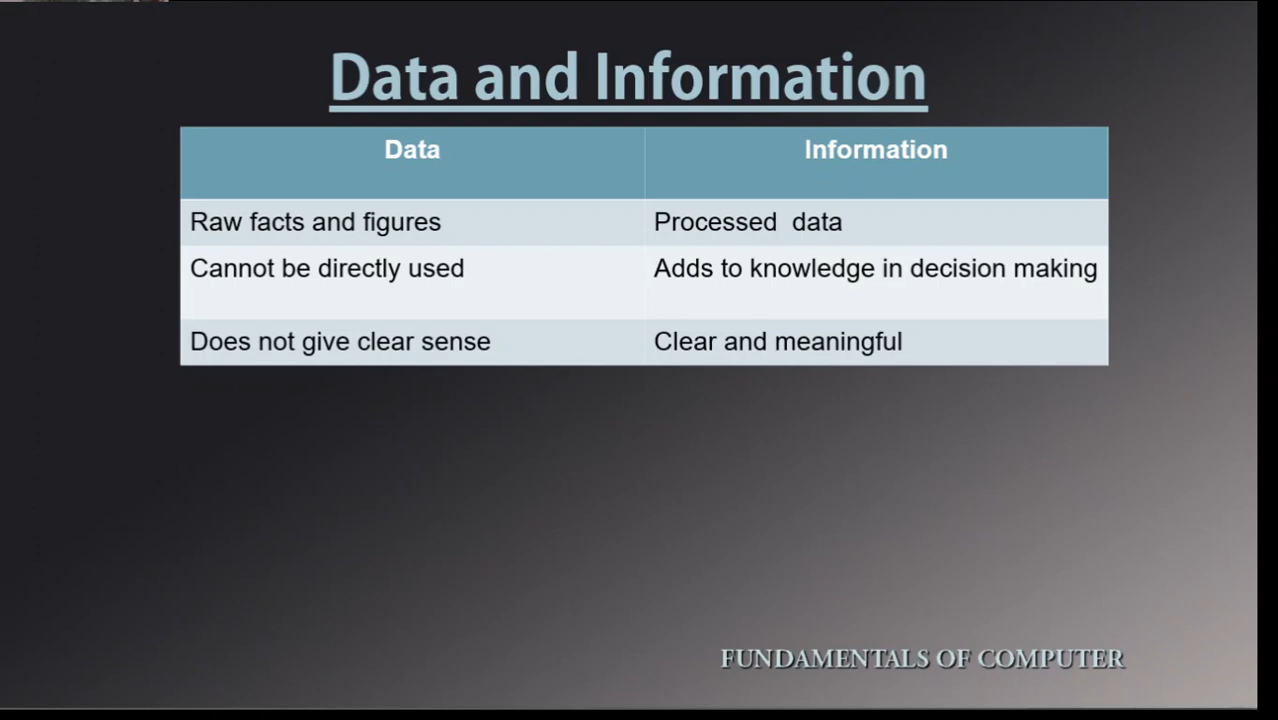 Data and Information
Data
Information
Raw facts and figures
Processed  data
Cannot be directly used
Adds to knowledge in decision making
Does not give clear sense
Clear and meaningful
FUNDAMENTALS OF COMPUTER